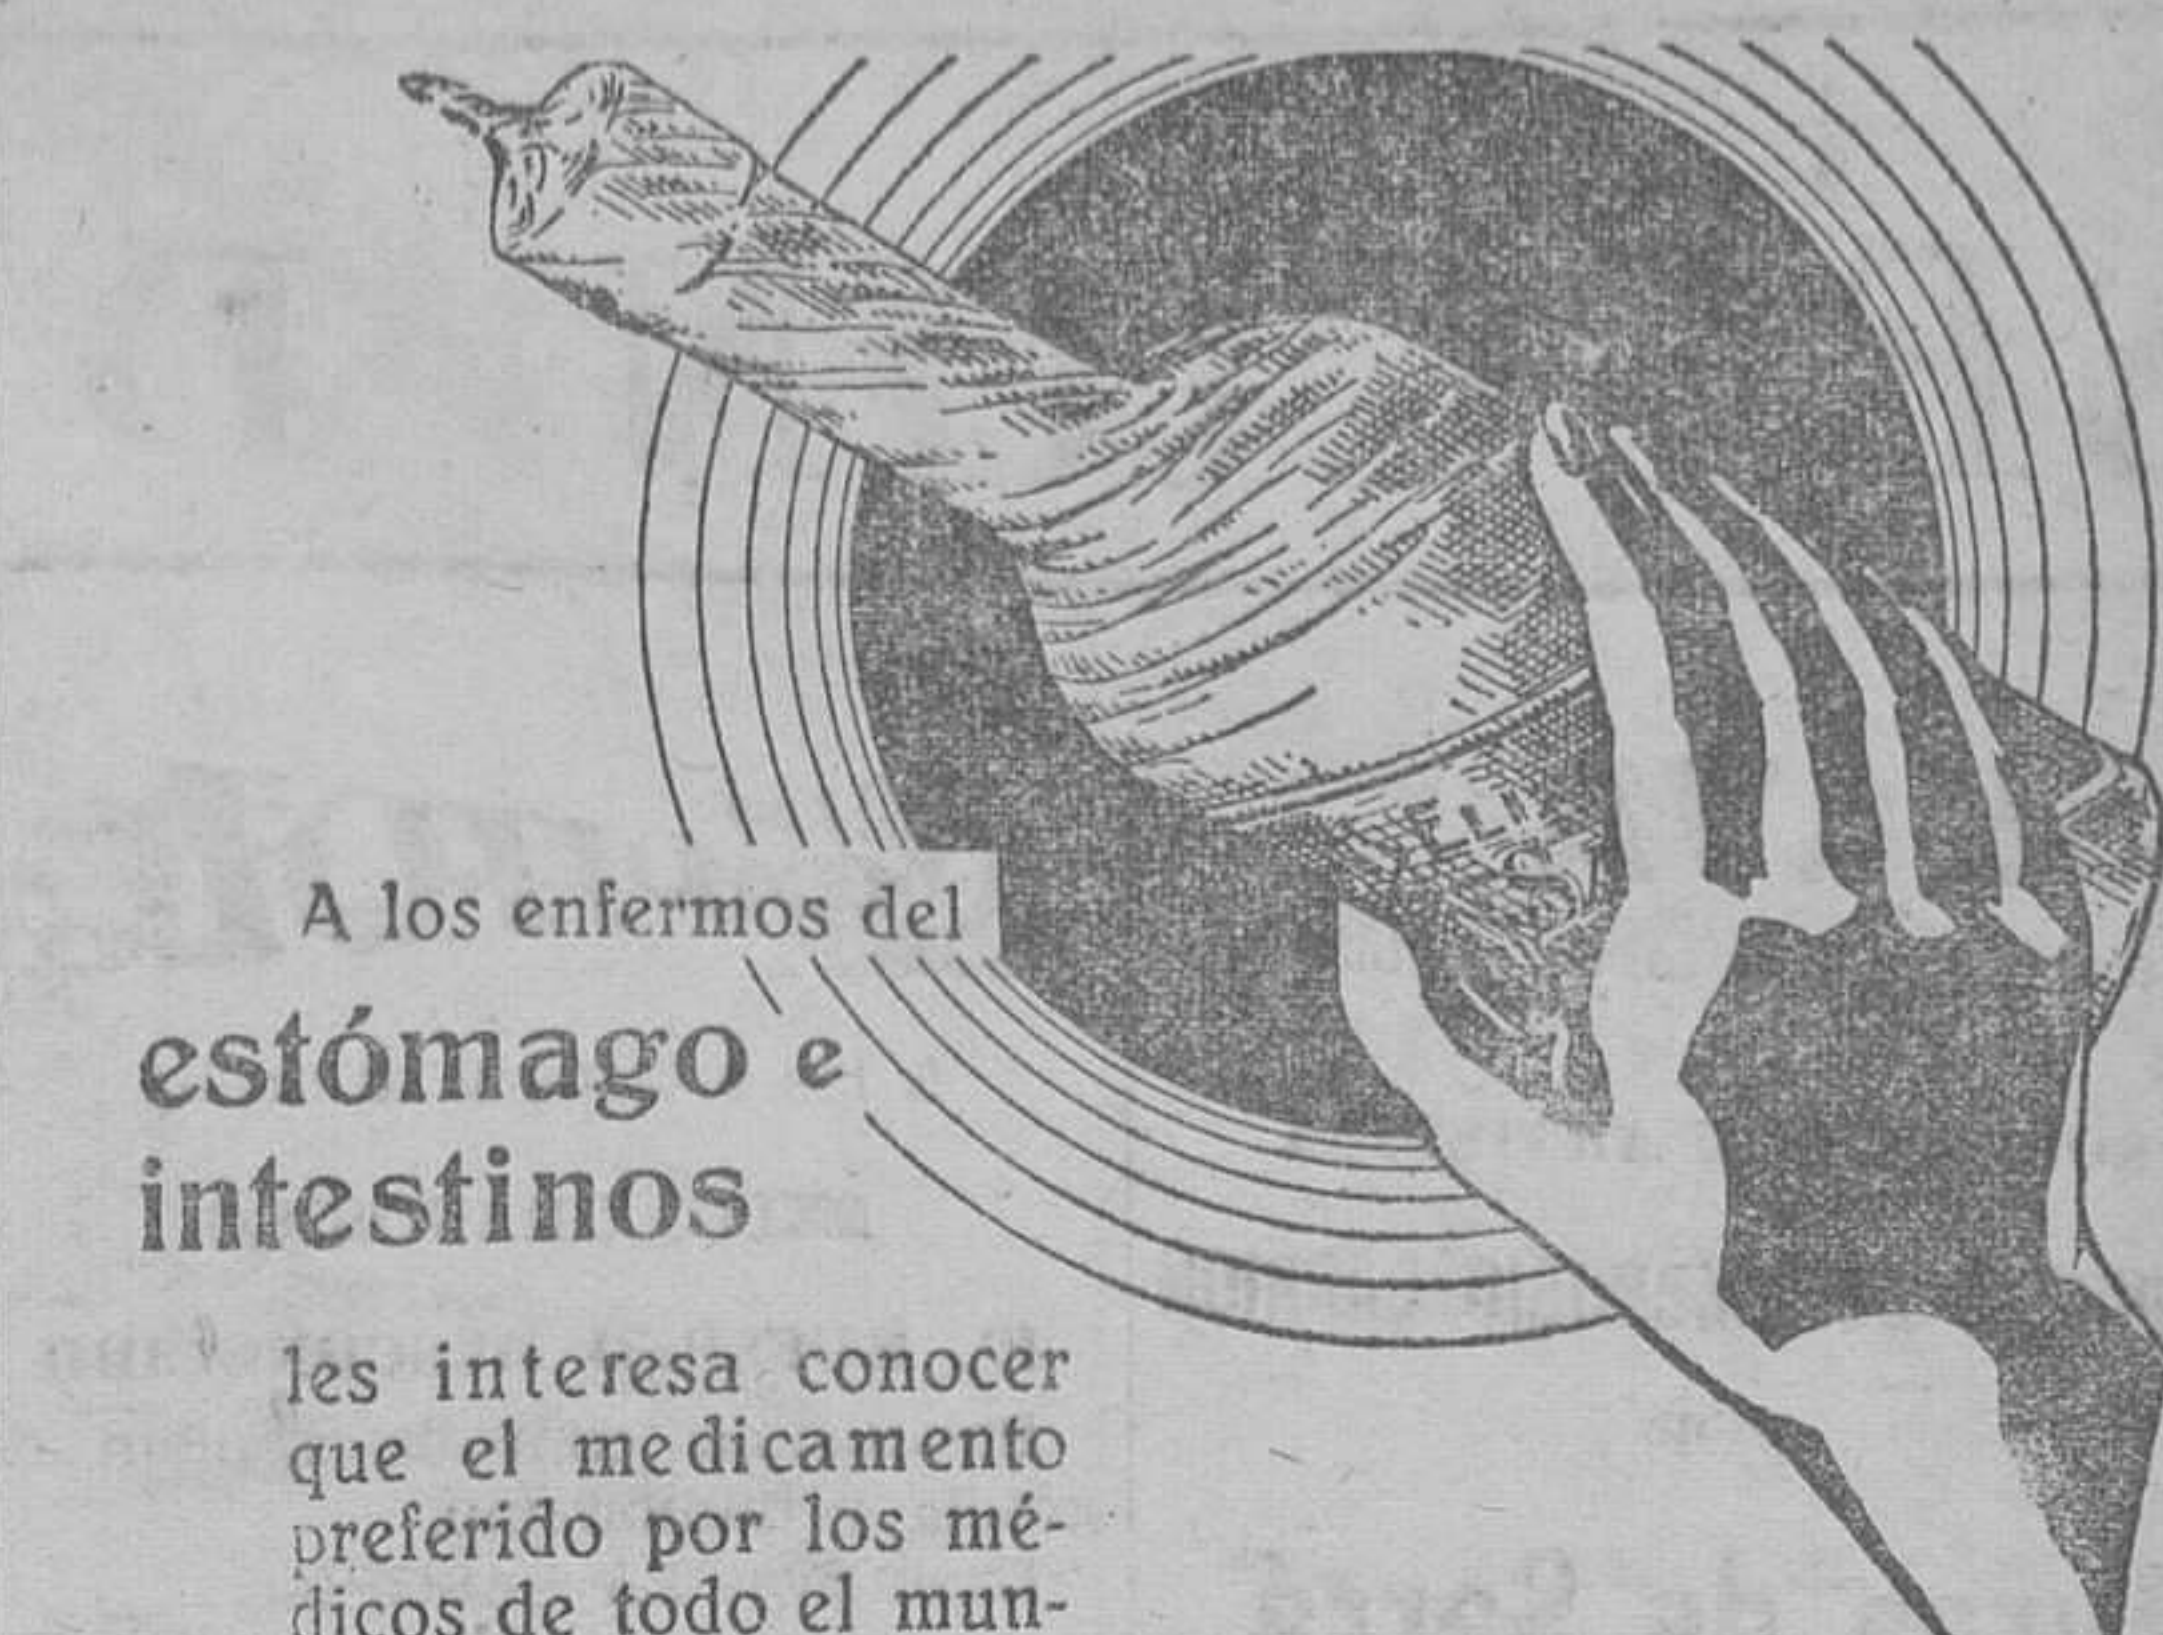 A los enfermos del
estómago e
intestinos
les interesa conocer
que el medicamento
preferido por los mé-
dicos de todo el mun-